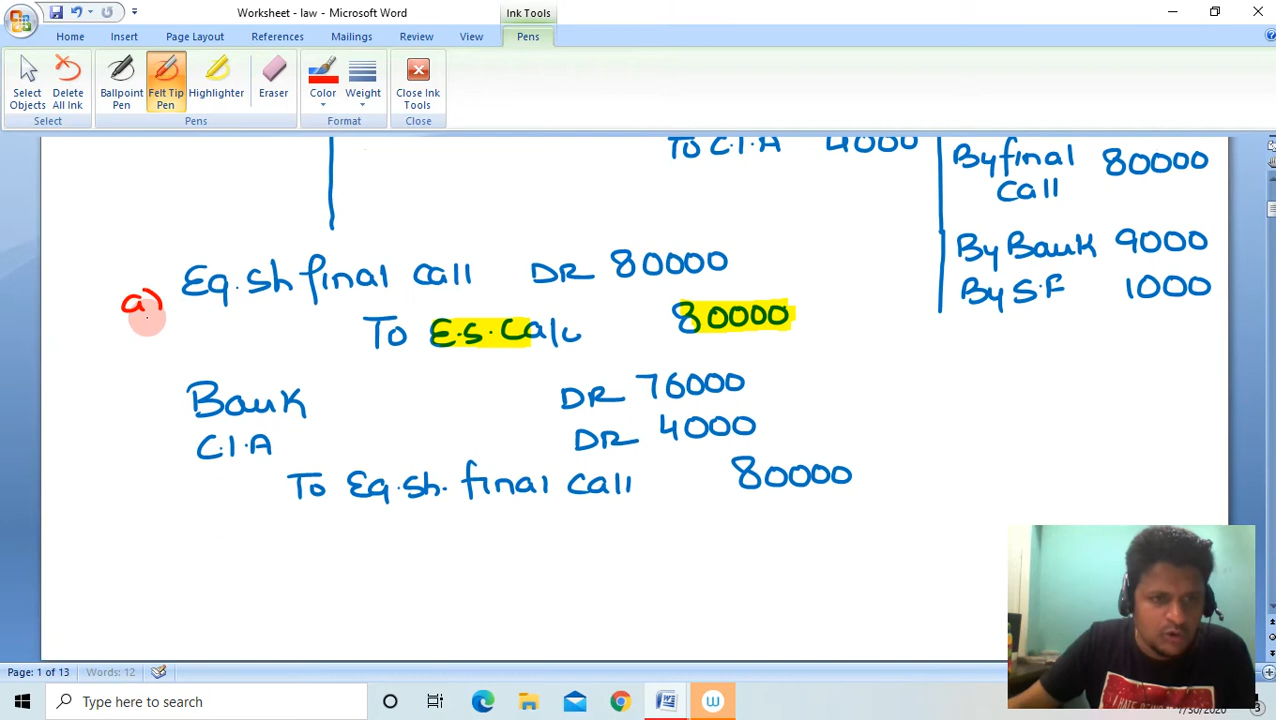 Worksheet - law - Microsoft Word
Ink Tools
Home Insert Page Layout References Mailings Review View Pens
Select Objects
Delete All Ink
Ballpoint Pen
Felt Tip Pen
Highlighter
Eraser
Color
Weight
Close Ink Tools
Select Pens Format Close
To C.I.A 4000
By final call 80000
By Bank 9000
By S.F 1000
a) Eq.sh final call DR 80000
To E.S.Calc 80000
Bank DR 76000
C.I.A DR 4000
To Eq.sh. final call 80000
Page: 1 of 13 Words: 12
Type here to search
7/30/2020